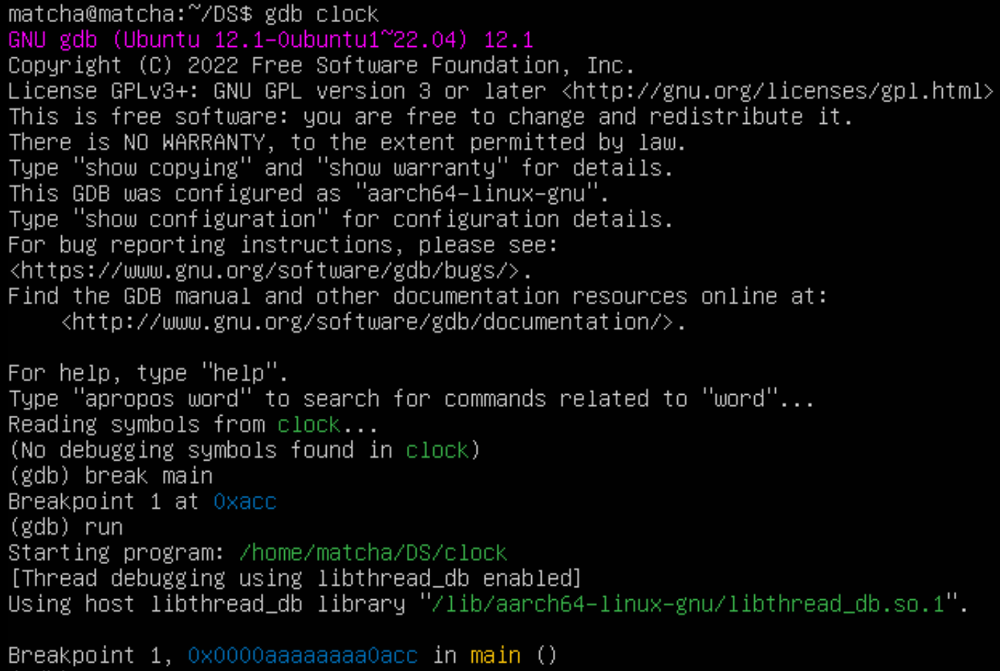 matcha@matcha:~/DS$ gdb clock
GNU gdb (Ubuntu 12.1-0ubuntu1~22.04) 12.1
Copyright (C) 2022 Free Software Foundation, Inc.
License GPLv3+: GNU GPL version 3 or later <http://gnu.org/licenses/gpl.html>
This is free software: you are free to change and redistribute it.
There is NO WARRANTY, to the extent permitted by law.
Type "show copying" and "show warranty" for details.
This GDB was configured as "aarch64-linux-gnu".
Type "show configuration" for configuration details.
For bug reporting instructions, please see:
<https://www.gnu.org/software/gdb/bugs/>.
Find the GDB manual and other documentation resources online at:
    <http://www.gnu.org/software/gdb/documentation/>.

For help, type "help".
Type "apropos word" to search for commands related to "word"...
Reading symbols from clock...
(No debugging symbols found in clock)
(gdb) break main
Breakpoint 1 at 0xacc
(gdb) run
Starting program: /home/matcha/DS/clock
[Thread debugging using libthread_db enabled]
Using host libthread_db library "/lib/aarch64-linux-gnu/libthread_db.so.1".

Breakpoint 1, 0x0000aaaaaaaa0acc in main ()